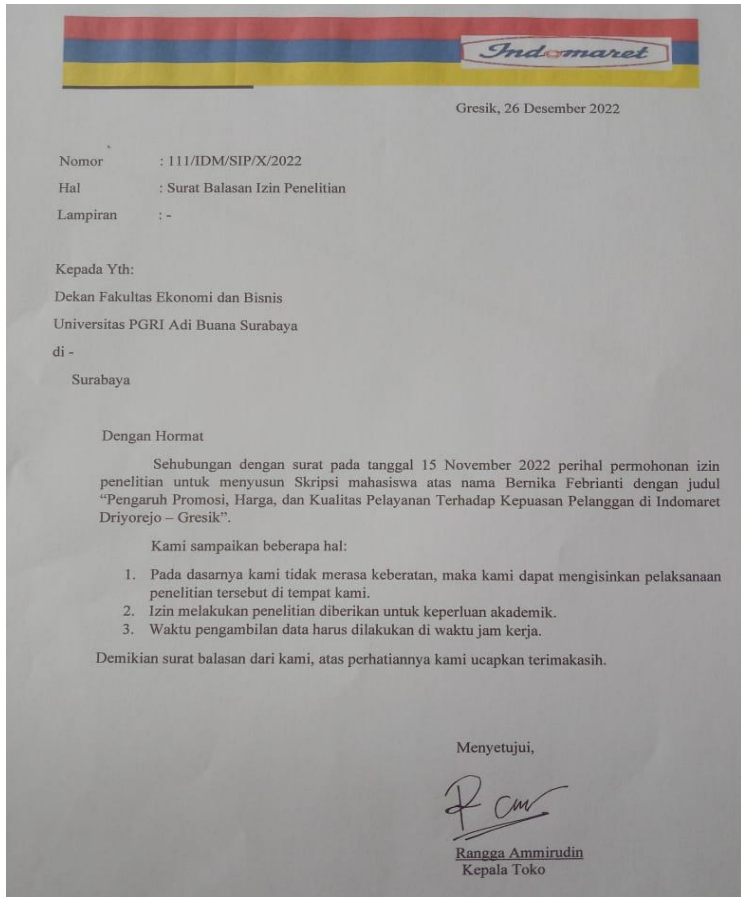 Indomaret
Gresik, 26 Desember 2022
Nomor : 111/IDM/SIP/X/2022
Hal : Surat Balasan Izin Penelitian
Lampiran : -
Kepada Yth:
Dekan Fakultas Ekonomi dan Bisnis
Universitas PGRI Adi Buana Surabaya
di -
Surabaya
Dengan Hormat
Sehubungan dengan surat pada tanggal 15 November 2022 perihal permohonan izin
penelitian untuk menyusun Skripsi mahasiswa atas nama Bernika Febrianti dengan judul
“Pengaruh Promosi, Harga, dan Kualitas Pelayanan Terhadap Kepuasan Pelanggan di Indomaret
Driyorejo – Gresik”.
Kami sampaikan beberapa hal:
1. Pada dasarnya kami tidak merasa keberatan, maka kami dapat mengisinkan pelaksanaan
penelitian tersebut di tempat kami.
2. Izin melakukan penelitian diberikan untuk keperluan akademik.
3. Waktu pengambilan data harus dilakukan di waktu jam kerja.
Demikian surat balasan dari kami, atas perhatiannya kami ucapkan terimakasih.
Menyetujui,
Rangga Ammirudin
Kepala Toko